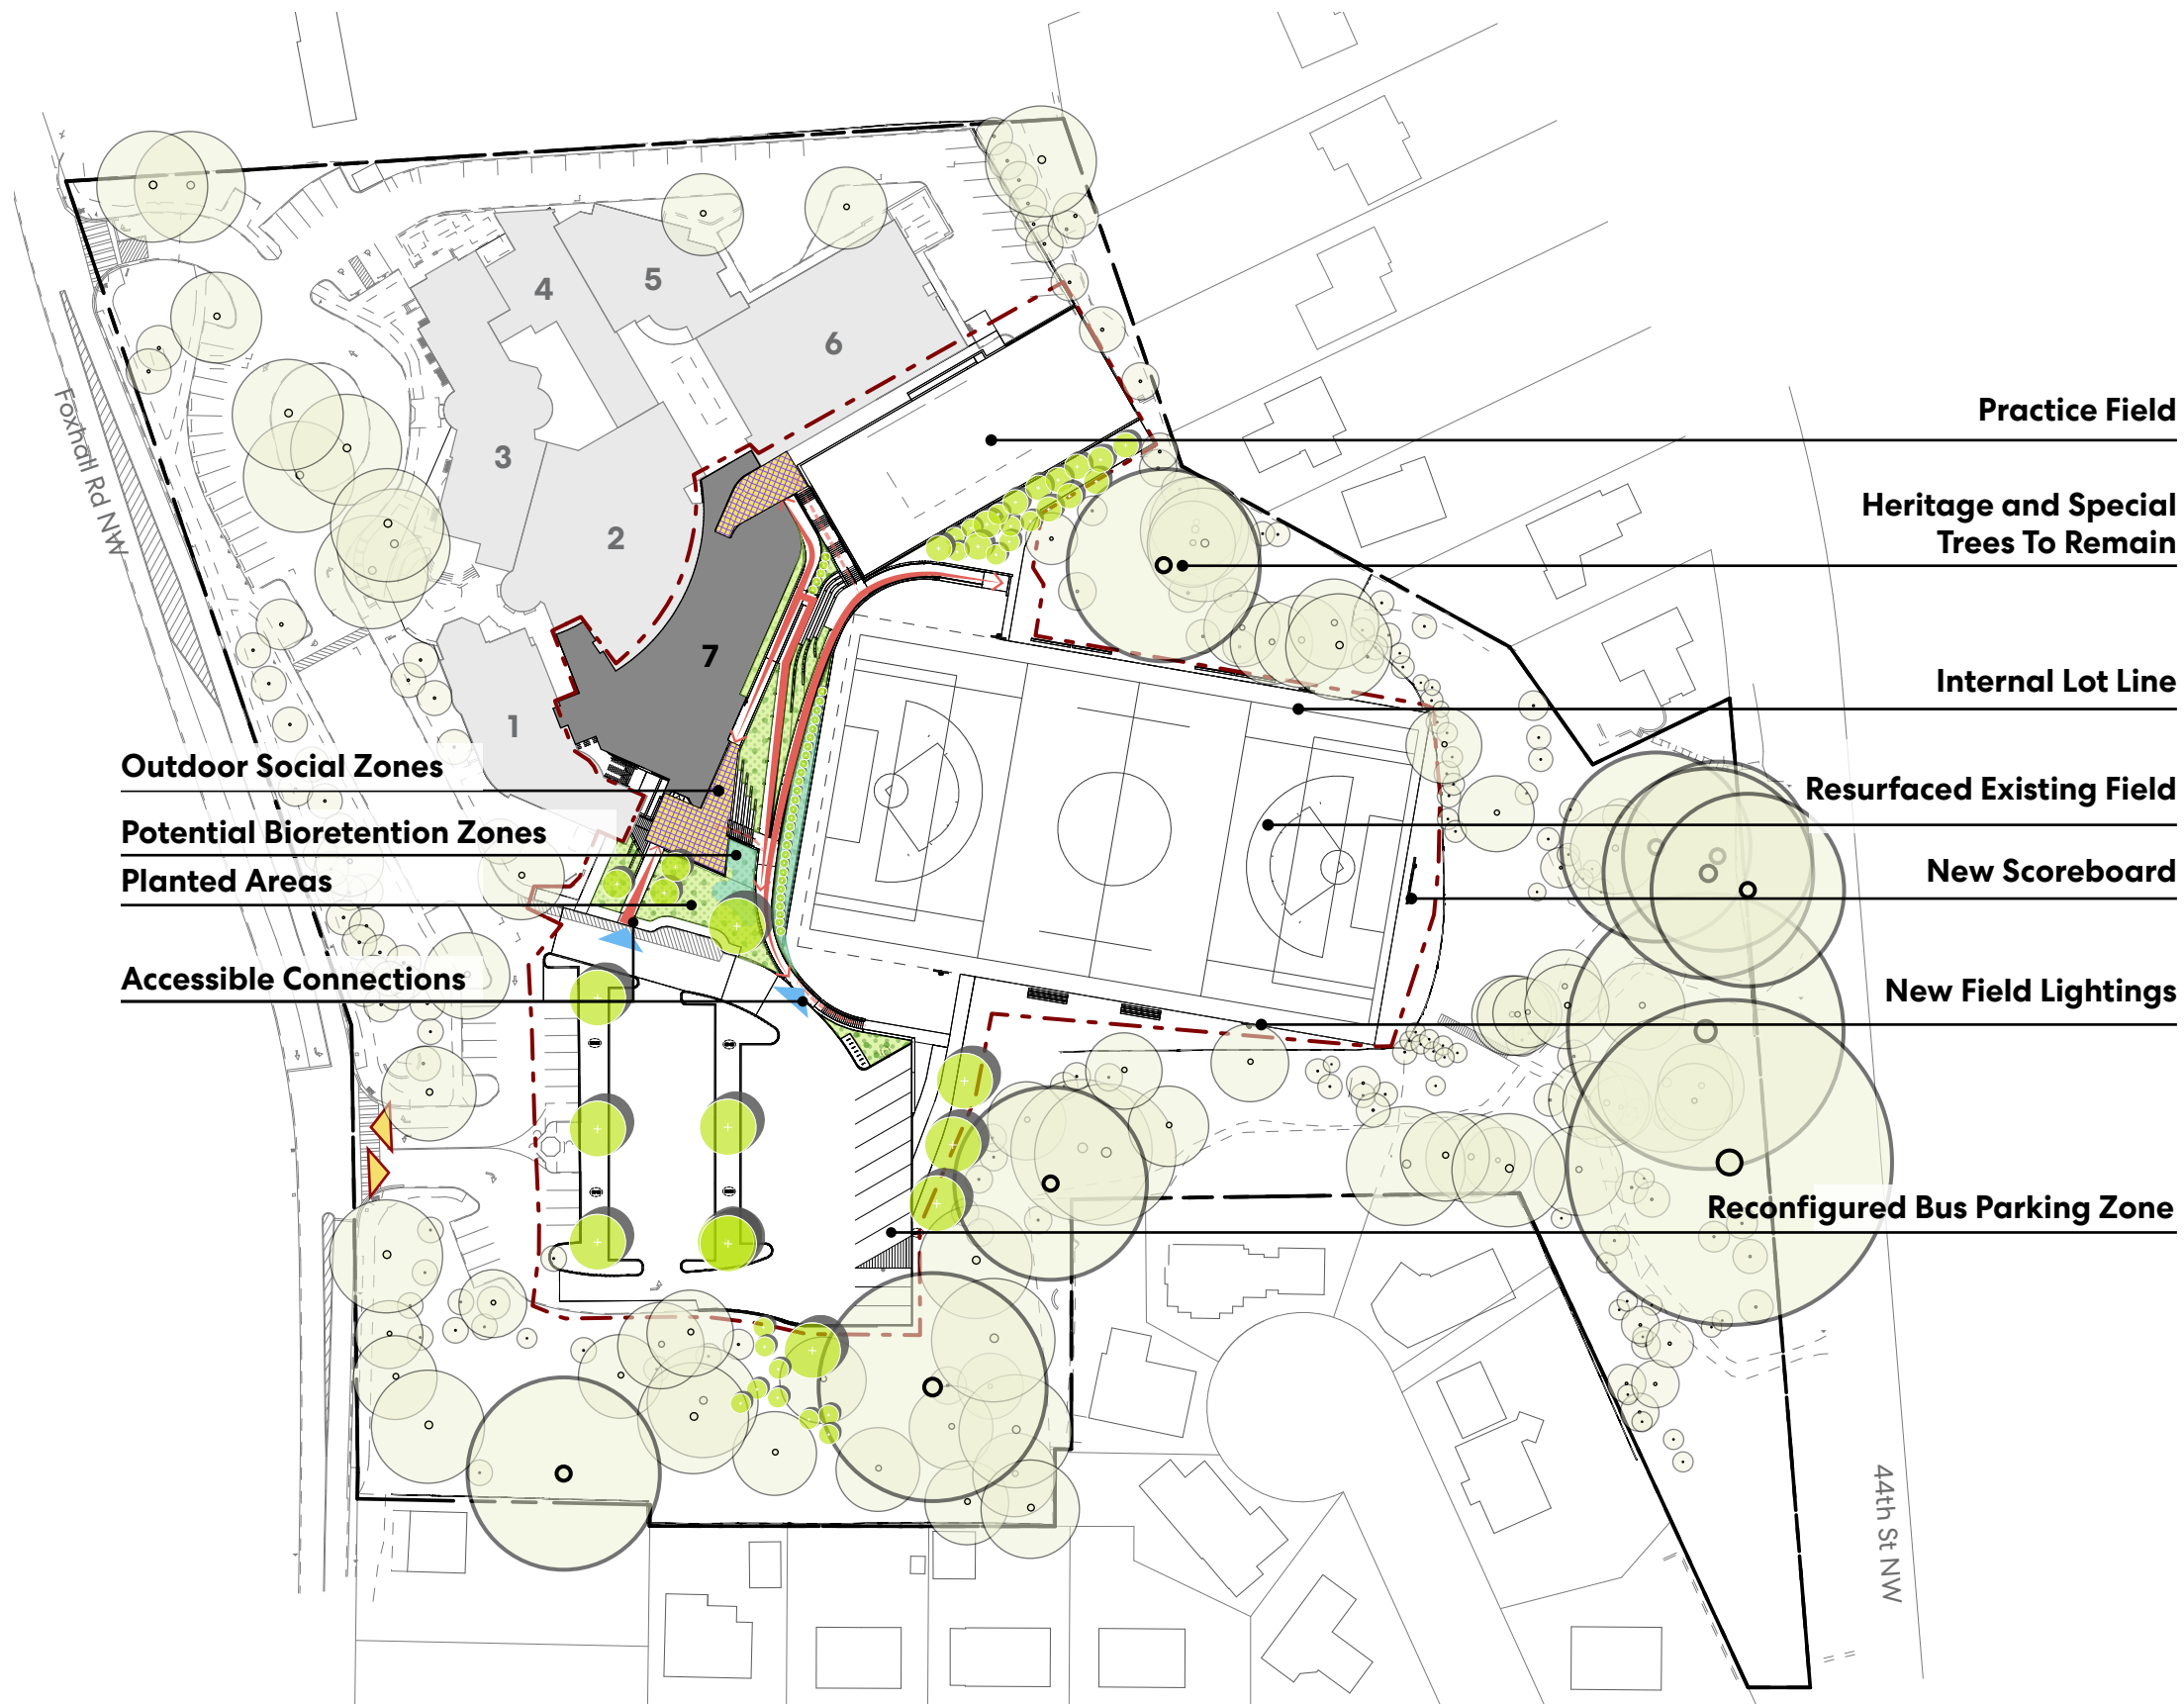 4
5
6
3
2
7
1
Foxhall Rd NW
Outdoor Social Zones
Potential Bioretention Zones
Planted Areas
Accessible Connections
Practice Field
Heritage and Special
Trees To Remain
Internal Lot Line
Resurfaced Existing Field
New Scoreboard
New Field Lightings
Reconfigured Bus Parking Zone
44th St NW